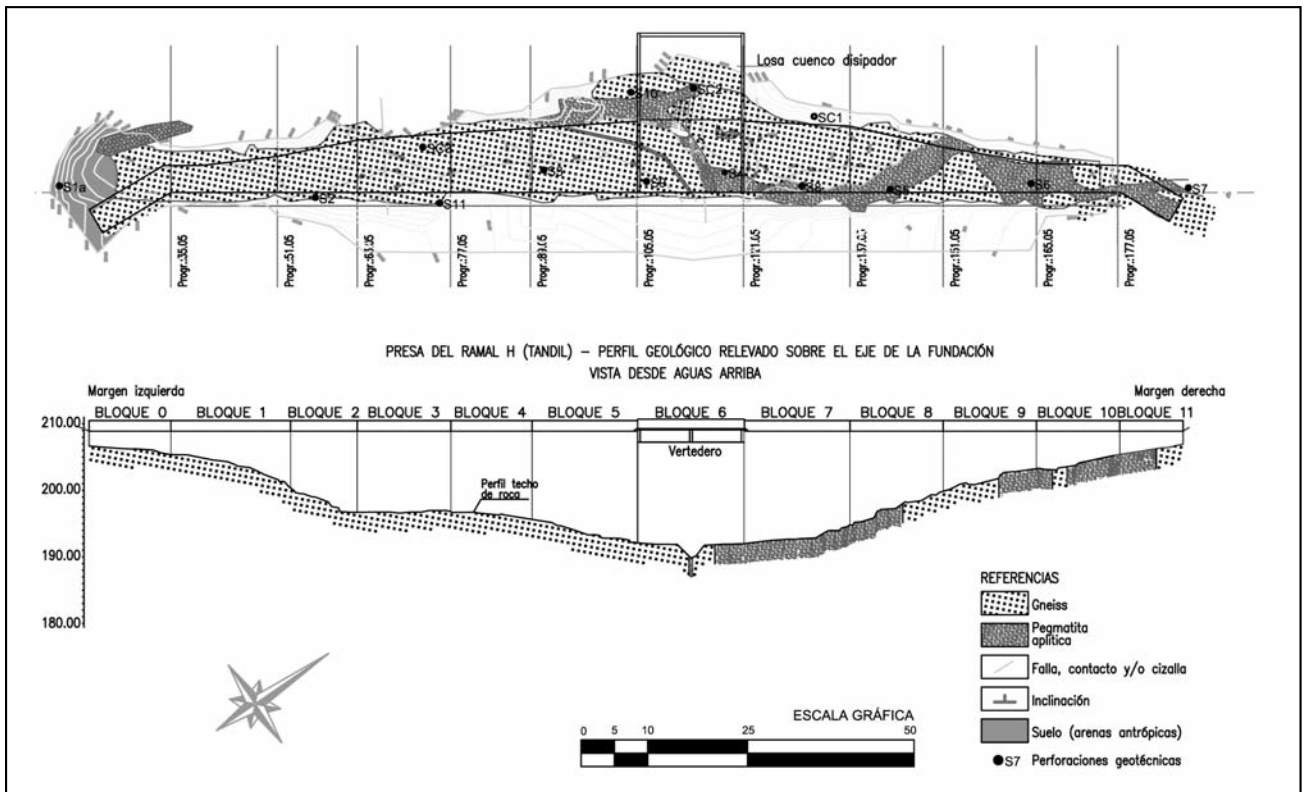 Losa cuenco disipador
S10
SC2
SC1
S1a
S2
S11
S8
S5
S6
S7
Progr.:35.05
Progr.:51.05
Progr.:77.05
Progr.:105.05
Progr.:151.05
Progr.:165.05
Progr.:177.05
PRESA DEL RAMAL H (TANDIL) – PERFIL GEOLÓGICO RELEVADO SOBRE EL EJE DE LA FUNDACIÓN
VISTA DESDE AGUAS ARRIBA
Margen izquierda
Margen derecha
BLOQUE 0 BLOQUE 1 BLOQUE 2 BLOQUE 3 BLOQUE 4 BLOQUE 5 BLOQUE 6 BLOQUE 7 BLOQUE 8 BLOQUE 9 BLOQUE 10 BLOQUE 11
210.00
Vertedero
Perfil techo
de roca
200.00
190.00
180.00
REFERENCIAS
Gneiss
Pegmatita
aplítica
Falla, contacto y/o cizalla
Inclinación
Suelo (arenas antrópicas)
S7 Perforaciones geotécnicas
ESCALA GRÁFICA
0 5 10 25 50